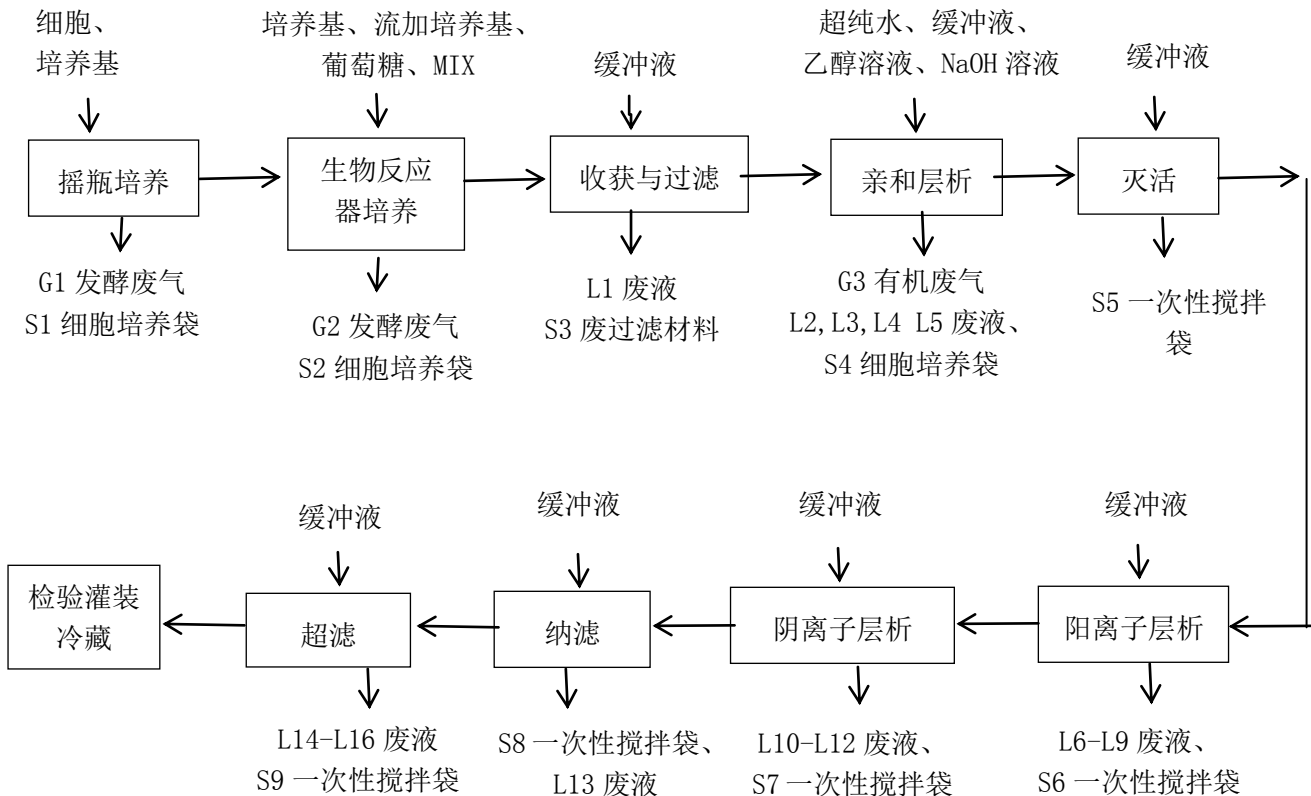 细胞、
培养基
培养基、流加培养基、
葡萄糖、MIX
缓冲液
超纯水、缓冲液、
乙醇溶液、NaOH 溶液
缓冲液
摇瓶培养
生物反应
器培养
收获与过滤
亲和层析
灭活
G1 发酵废气
S1 细胞培养袋
G2 发酵废气
S2 细胞培养袋
L1 废液
S3 废过滤材料
G3 有机废气
L2,L3,L4 L5 废液、
S4 细胞培养袋
S5 一次性搅拌
袋
缓冲液
缓冲液
缓冲液
缓冲液
检验灌装
冷藏
超滤
纳滤
阴离子层析
阳离子层析
L14-L16 废液
S9 一次性搅拌袋
S8 一次性搅拌袋、
L13 废液
L10-L12 废液、
S7 一次性搅拌袋
L6-L9 废液、
S6 一次性搅拌袋